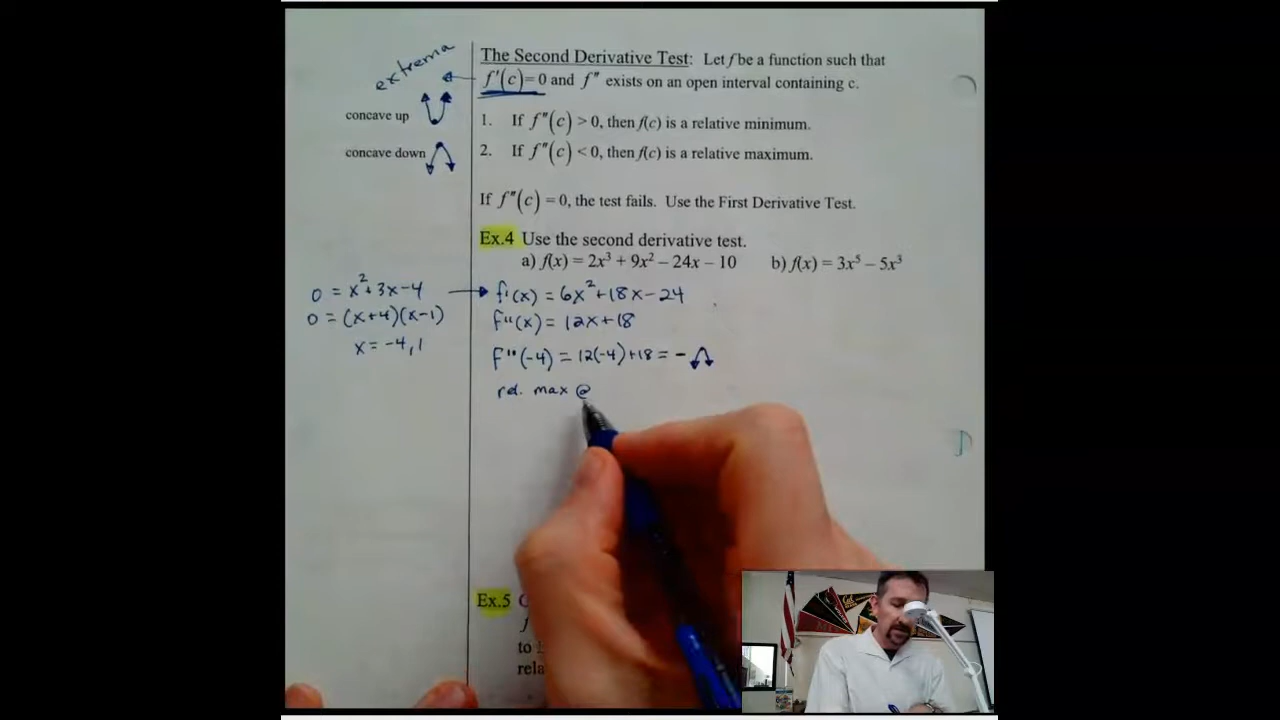 extrema
The Second Derivative Test: Let f be a function such that
f'(c)=0 and f" exists on an open interval containing c.
concave up
1. If f"(c) > 0, then f(c) is a relative minimum.
concave down
2. If f"(c) < 0, then f(c) is a relative maximum.
If f"(c) = 0, the test fails. Use the First Derivative Test.
Ex.4 Use the second derivative test.
a) f(x) = 2x³ + 9x² – 24x – 10 b) f(x) = 3x⁵ – 5x³
0 = x²+3x-4
0 = (x+4)(x-1)
x = -4, 1
f'(x) = 6x²+18x-24
f"(x) = 12x+18
f"(-4) = 12(-4)+18 = -
rel. max @
Ex.5
to
rela